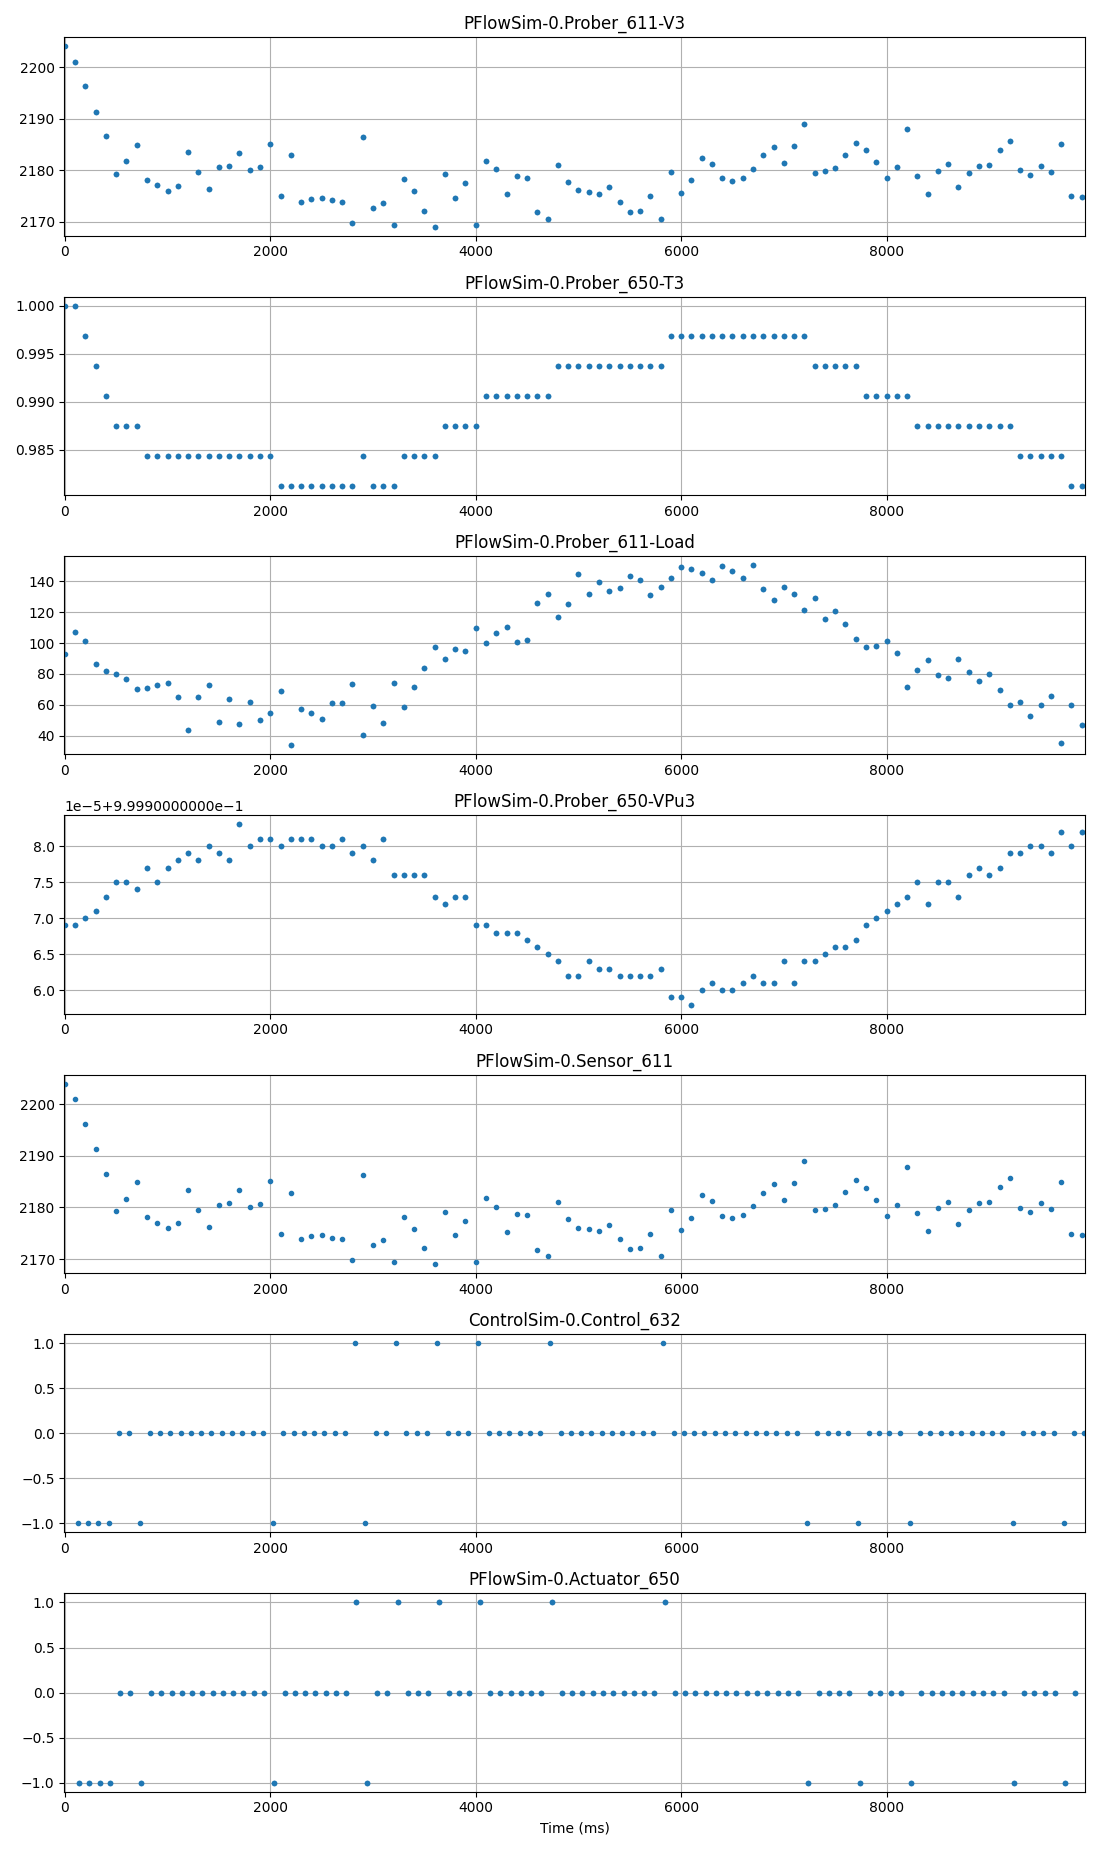 PFlowSim-0.Prober_611-V3
2200
2190
2180
2170
0 2000 4000 6000 8000
PFlowSim-0.Prober_650-T3
1.000
0.995
0.990
0.985
0 2000 4000 6000 8000
PFlowSim-0.Prober_611-Load
140
120
100
80
60
40
0 2000 4000 6000 8000
1e−5+9.9990000000e−1
PFlowSim-0.Prober_650-VPu3
8.0
7.5
7.0
6.5
6.0
0 2000 4000 6000 8000
PFlowSim-0.Sensor_611
2200
2190
2180
2170
0 2000 4000 6000 8000
ControlSim-0.Control_632
1.0
0.5
0.0
−0.5
−1.0
0 2000 4000 6000 8000
PFlowSim-0.Actuator_650
1.0
0.5
0.0
−0.5
−1.0
0 2000 4000 6000 8000
Time (ms)